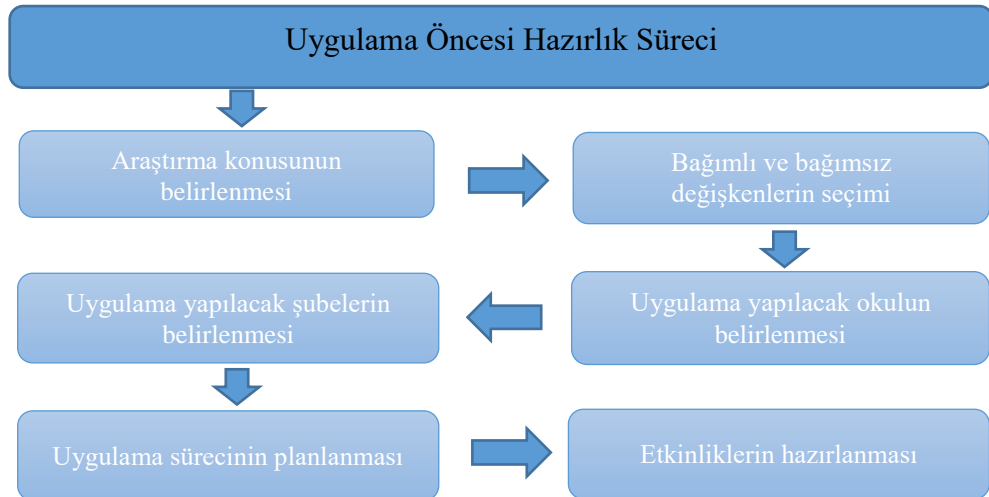 Uygulama Öncesi Hazırlık Süreci
Araştırma konusunun
belirlenmesi
Bağımlı ve bağımsız
değişkenlerin seçimi
Uygulama yapılacak okulun
belirlenmesi
Uygulama yapılacak şubelerin
belirlenmesi
Uygulama sürecinin planlanması
Etkinliklerin hazırlanması